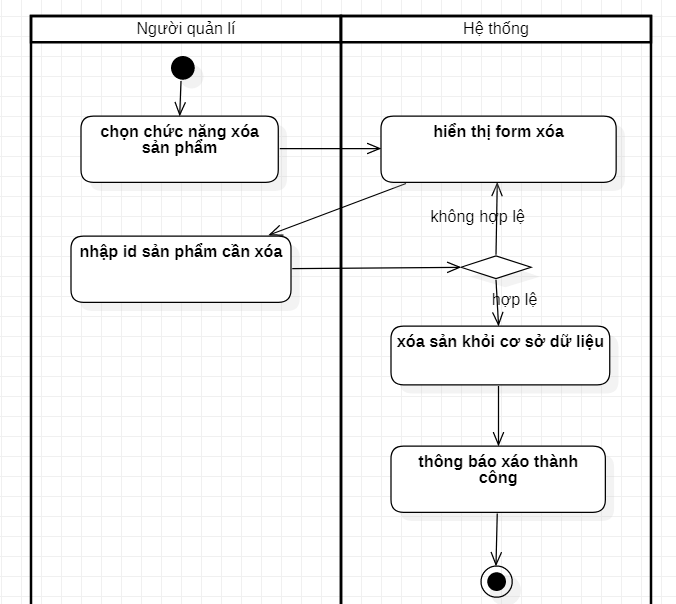 Người quản lí
Hệ thống
chọn chức năng xóa
sản phẩm
hiển thị form xóa
không hợp lệ
nhập id sản phẩm cần xóa
hợp lệ
xóa sản khỏi cơ sở dữ liệu
thông báo xáo thành
công